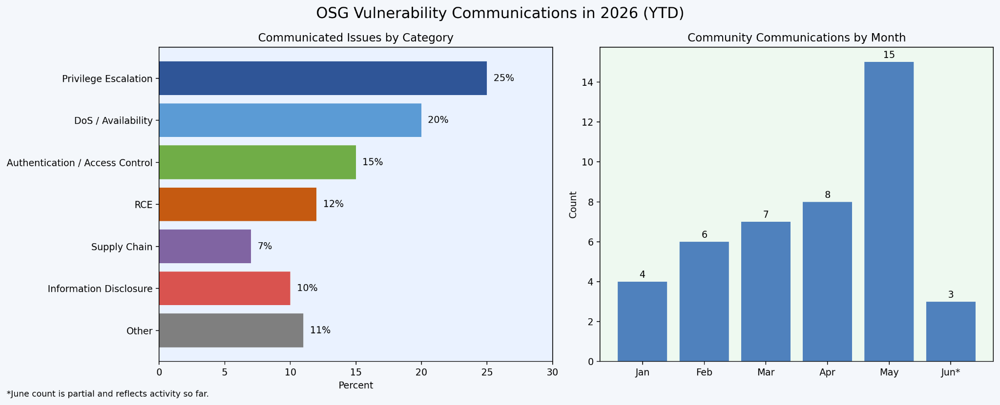 OSG Vulnerability Communications in 2026 (YTD)
Communicated Issues by Category
Privilege Escalation
25%
DoS / Availability
20%
Authentication / Access Control
15%
RCE
12%
Supply Chain
7%
Information Disclosure
10%
Other
11%
0 5 10 15 20 25 30
Percent
*June count is partial and reflects activity so far.
Community Communications by Month
Count
14
12
10
8
6
4
2
0
4
6
7
8
15
3
Jan Feb Mar Apr May Jun*